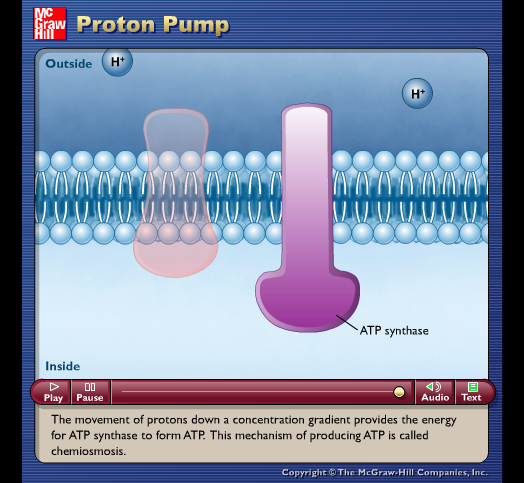 Mc
Graw
Hill
Proton Pump
Outside
H+
H+
ATP synthase
Inside
Play
Pause
Audio
Text
The movement of protons down a concentration gradient provides the energy
for ATP synthase to form ATP. This mechanism of producing ATP is called
chemiosmosis.
Copyright © The McGraw-Hill Companies, Inc.